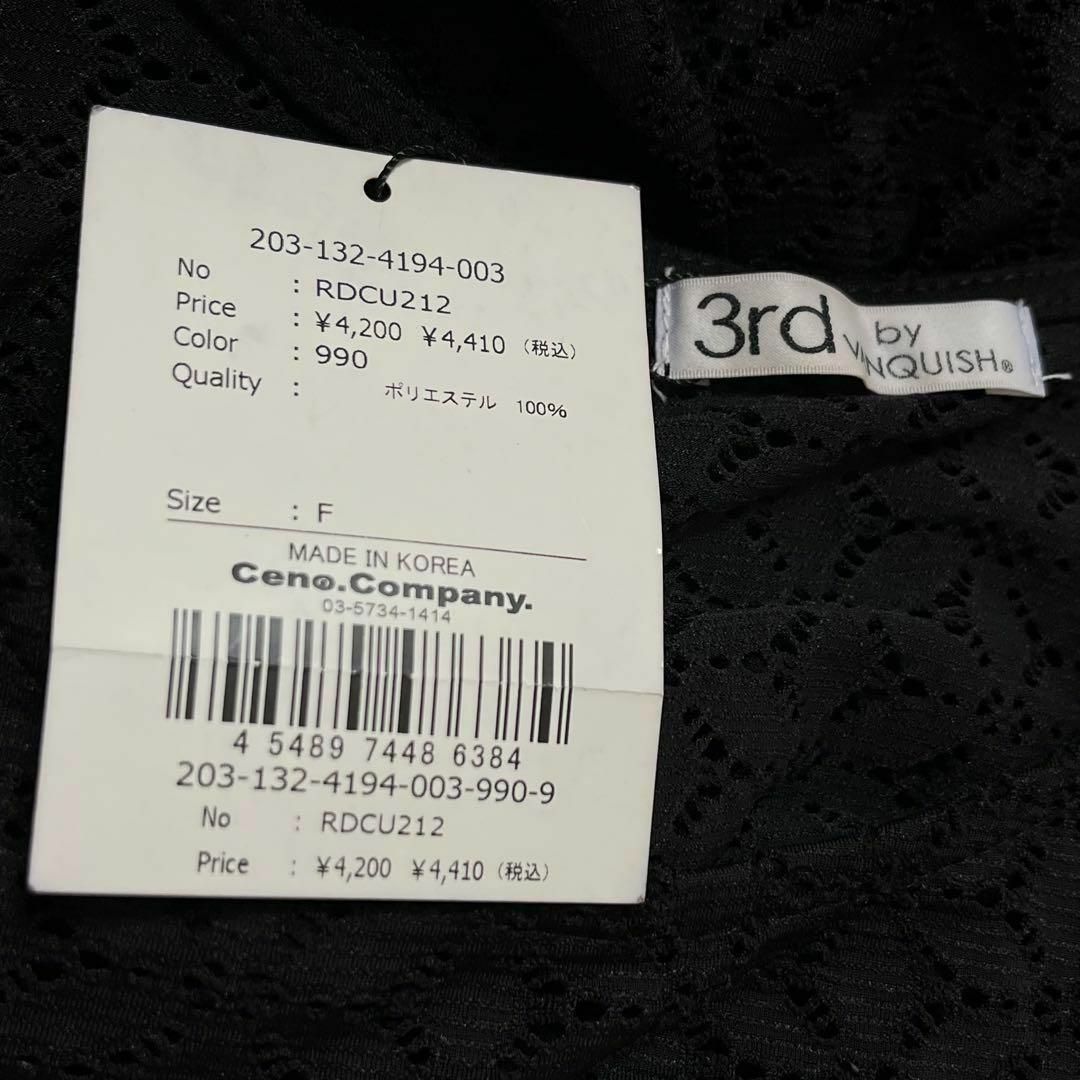 203-132-4194-003
No : RDCU212
Price : ¥4,200 ¥4,410 (税込)
Color : 990
Quality : ポリエステル 100%
Size : F
MADE IN KOREA
Ceno.Company.
03-5734-1414
4 5489 7448 6384
203-132-4194-003-990-9
No : RDCU212
Price : ¥4,200 ¥4,410 (税込)
3rd by
VANQUISH®